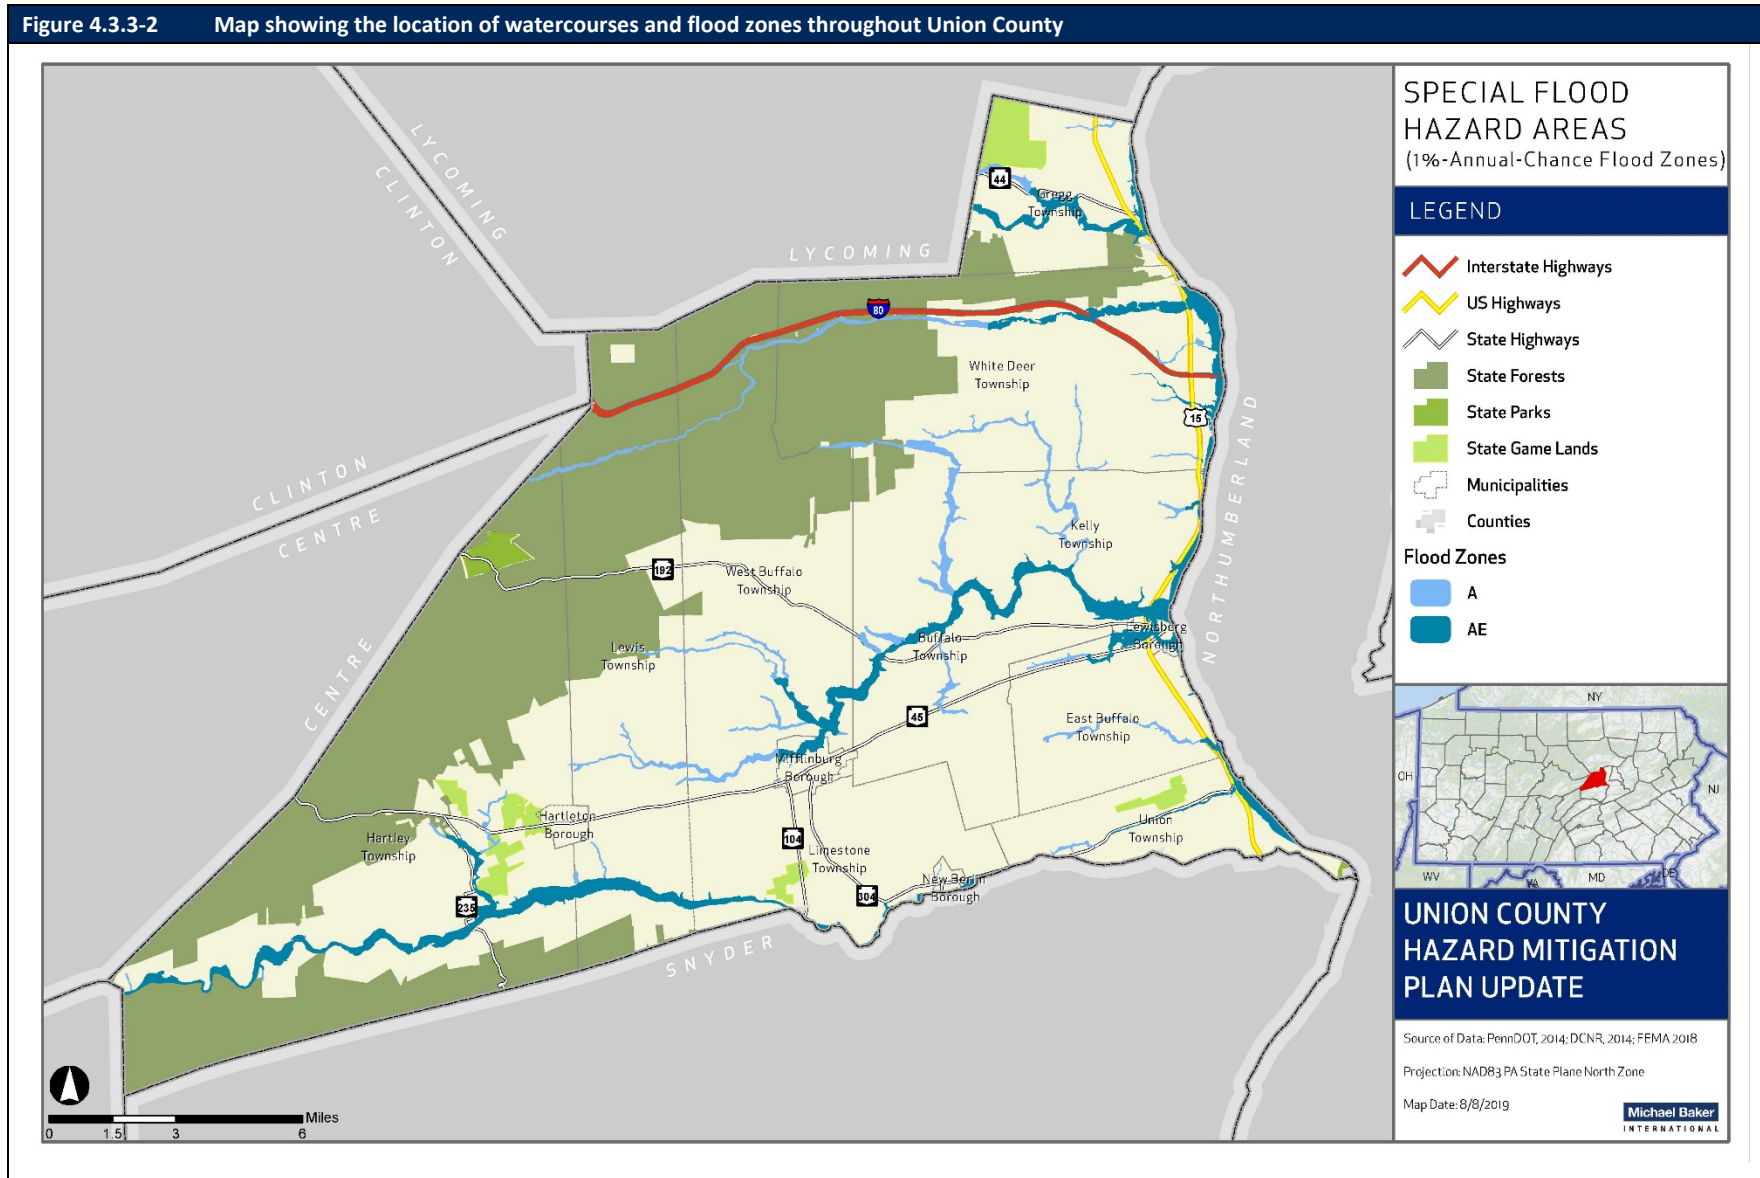 Figure 4.3.3-2 Map showing the location of watercourses and flood zones throughout Union County
SPECIAL FLOOD
HAZARD AREAS
(1%-Annual-Chance Flood Zones)
LEGEND
Interstate Highways
US Highways
State Highways
State Forests
State Parks
State Game Lands
Municipalities
Counties
Flood Zones
A
AE
NY
OH
NJ
WV
VA
MD
DE
UNION COUNTY
HAZARD MITIGATION
PLAN UPDATE
Source of Data: PennDOT, 2014; DCNR, 2014; FEMA 2018
Projection: NAD83 PA State Plane North Zone
Map Date: 8/8/2019
Michael Baker
INTERNATIONAL
LYCOMING
CLINTON
LYCOMING
CLINTON
CENTRE
CENTRE
SNYDER
NORTHUMBERLAND
44
Gregg
Township
80
White Deer
Township
15
Kelly
Township
192
West Buffalo
Township
Lewis
Township
Buffalo
Township
Lewisberg
Borough
45
East Buffalo
Township
Mifflinburg
Borough
Hartleton
Borough
Hartley
Township
104
Limestone
Township
Union
Township
New Berlin
Borough
304
235
Miles
0 1.5 3 6